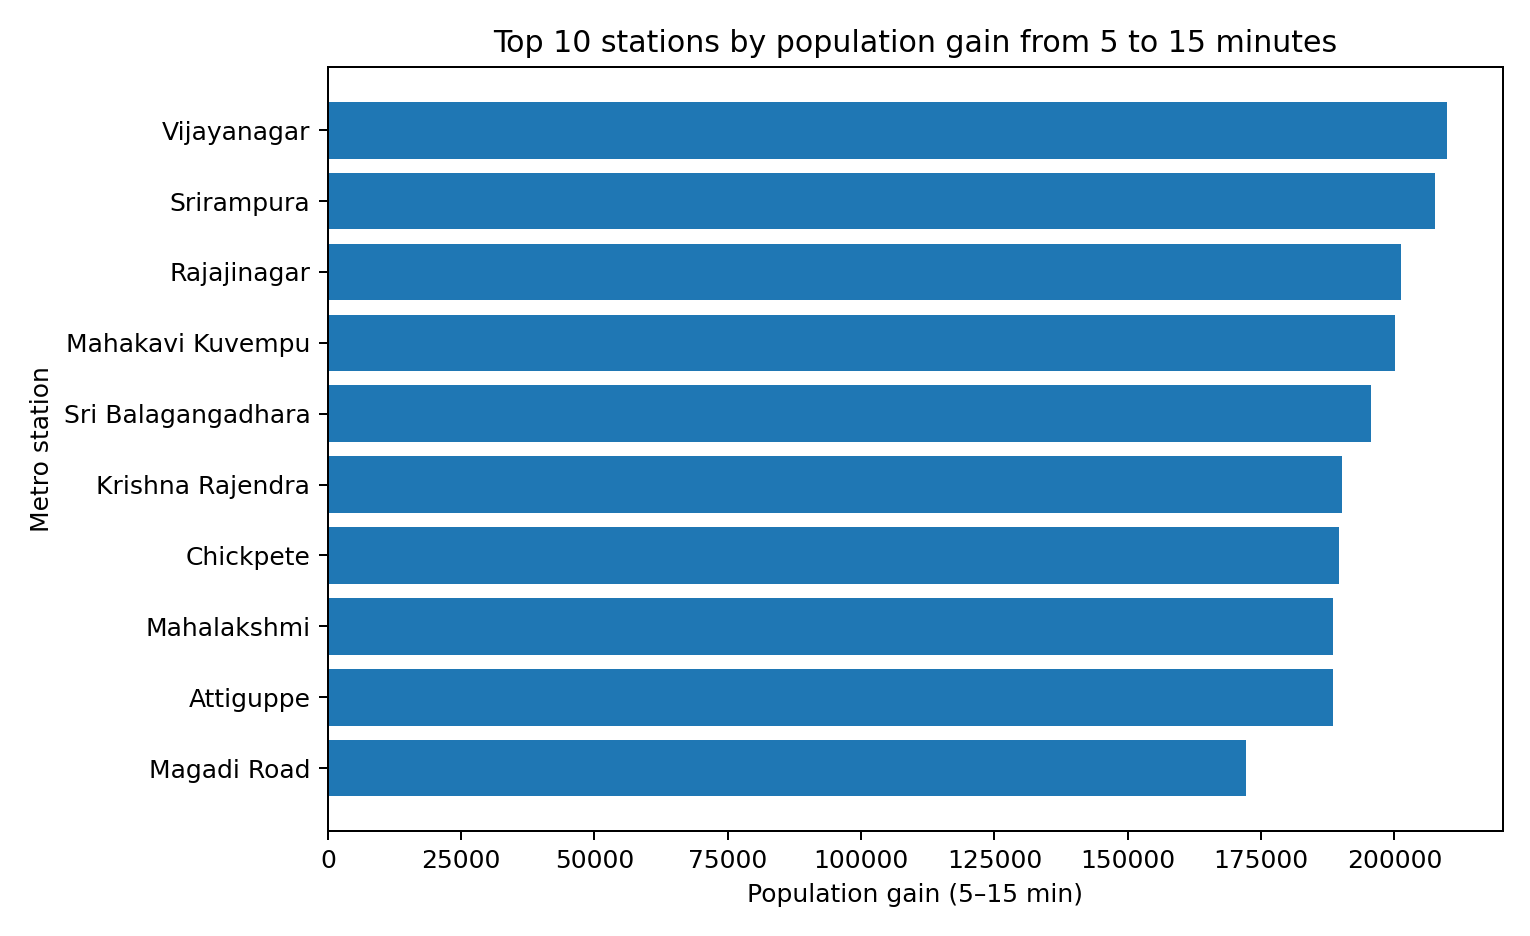 Top 10 stations by population gain from 5 to 15 minutes
Metro station
Vijayanagar
Srirampura
Rajajinagar
Mahakavi Kuvempu
Sri Balagangadhara
Krishna Rajendra
Chickpete
Mahalakshmi
Attiguppe
Magadi Road
0 25000 50000 75000 100000 125000 150000 175000 200000
Population gain (5–15 min)